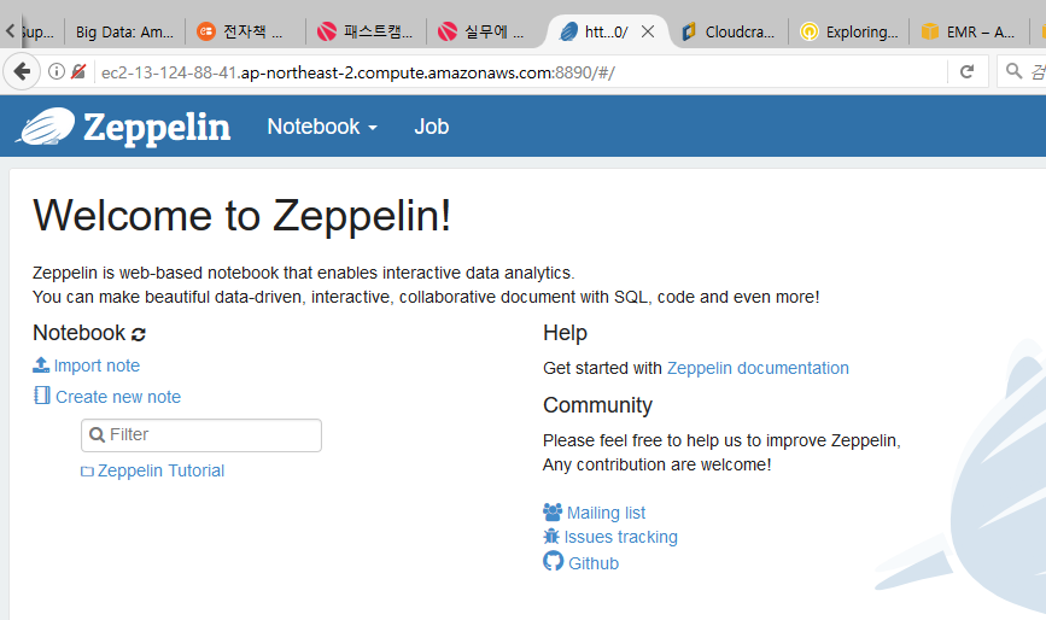 Sup...
Big Data: Am...
전자책 ...
패스트캠...
실무에 ...
htt...0/
Cloudcra...
Exploring...
EMR – A...
ec2-13-124-88-41.ap-northeast-2.compute.amazonaws.com:8890/#/
Zeppelin
Notebook
Job
Welcome to Zeppelin!
Zeppelin is web-based notebook that enables interactive data analytics.
You can make beautiful data-driven, interactive, collaborative document with SQL, code and even more!
Notebook
Import note
Create new note
Filter
Zeppelin Tutorial
Help
Get started with Zeppelin documentation
Community
Please feel free to help us to improve Zeppelin,
Any contribution are welcome!
Mailing list
Issues tracking
Github